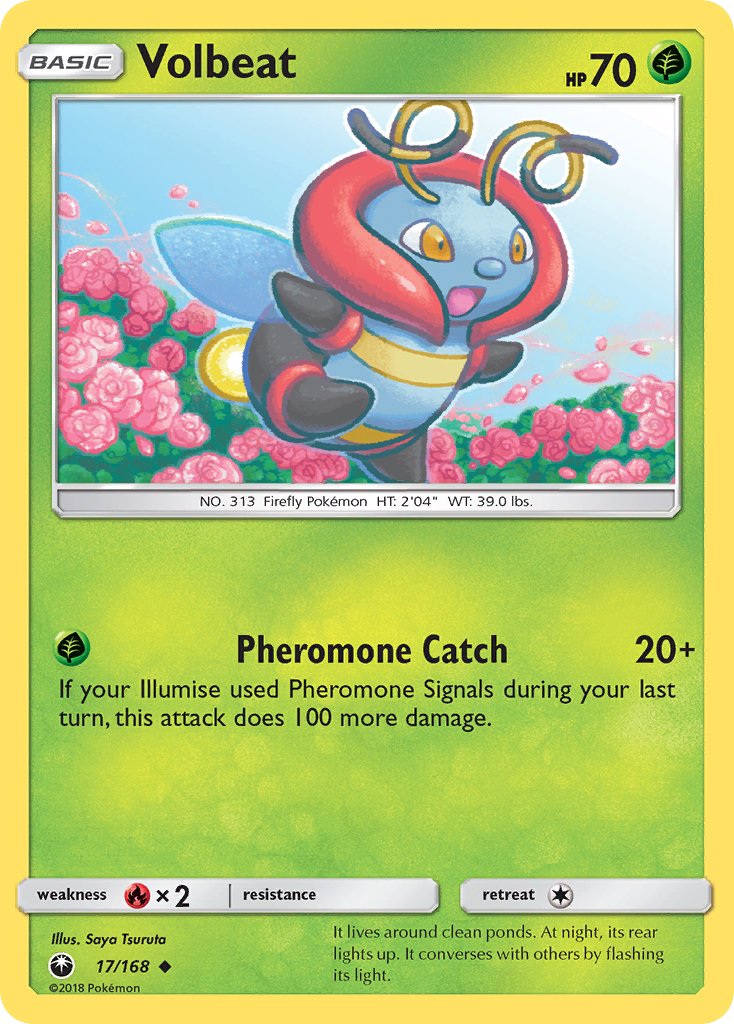 BASIC Volbeat HP 70
NO. 313 Firefly Pokémon HT: 2'04" WT: 39.0 lbs.
Pheromone Catch 20+
If your Illumise used Pheromone Signals during your last
turn, this attack does 100 more damage.
weakness × 2 resistance retreat
Illus. Saya Tsuruta
17/168
©2018 Pokémon
It lives around clean ponds. At night, its rear
lights up. It converses with others by flashing
its light.